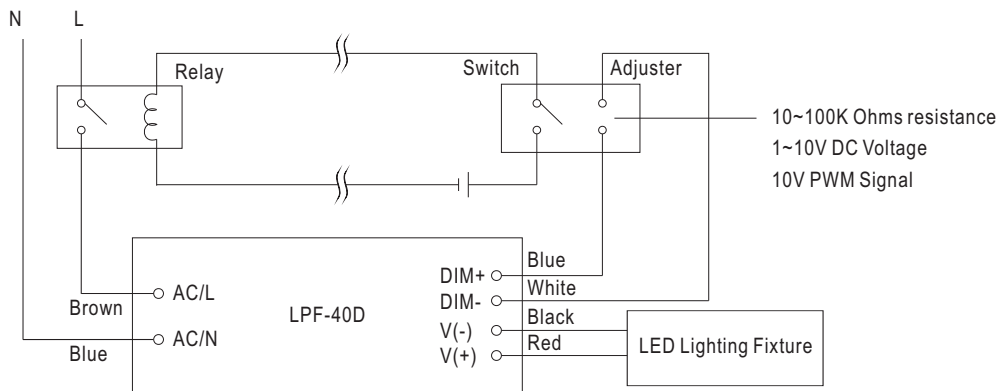 N
L
Relay
Switch
Adjuster
10~100K Ohms resistance
1~10V DC Voltage
10V PWM Signal
Blue
DIM+
White
DIM-
AC/L
Brown
LPF-40D
Black
V(-)
AC/N
Red
V(+)
Blue
LED Lighting Fixture